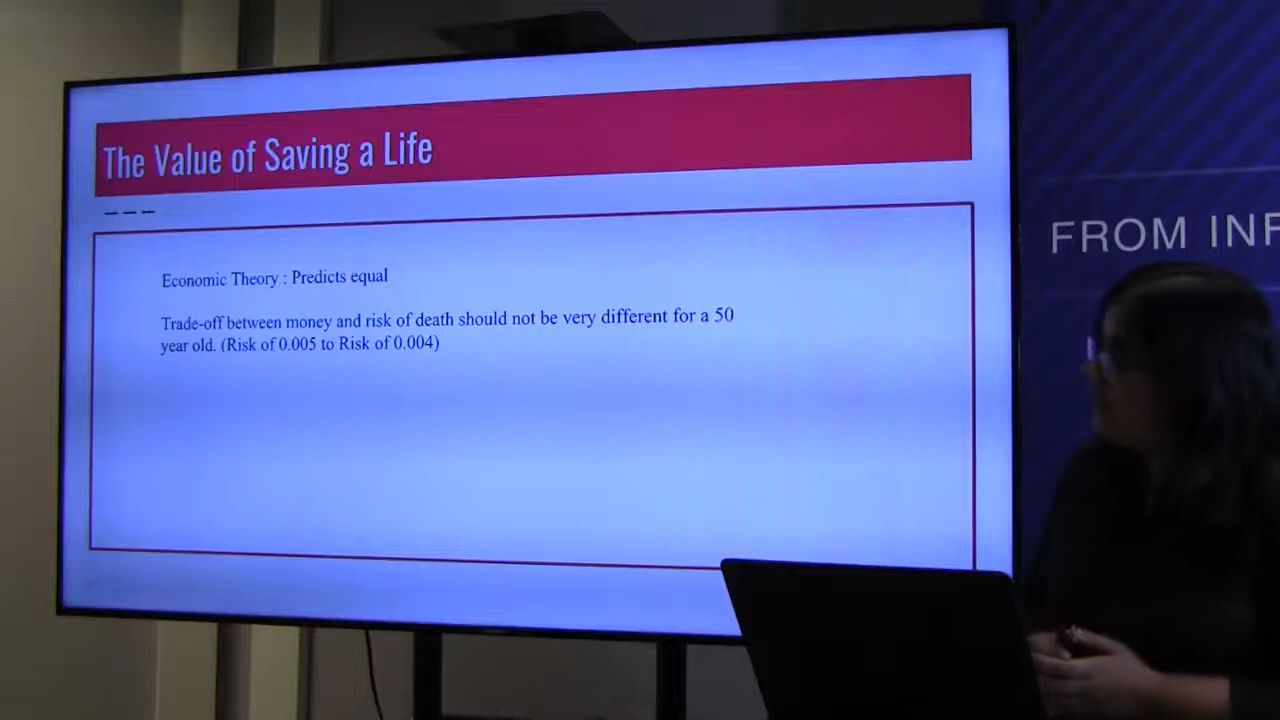 The Value of Saving a Life
Economic Theory : Predicts equal
Trade-off between money and risk of death should not be very different for a 50
year old. (Risk of 0.005 to Risk of 0.004)
FROM